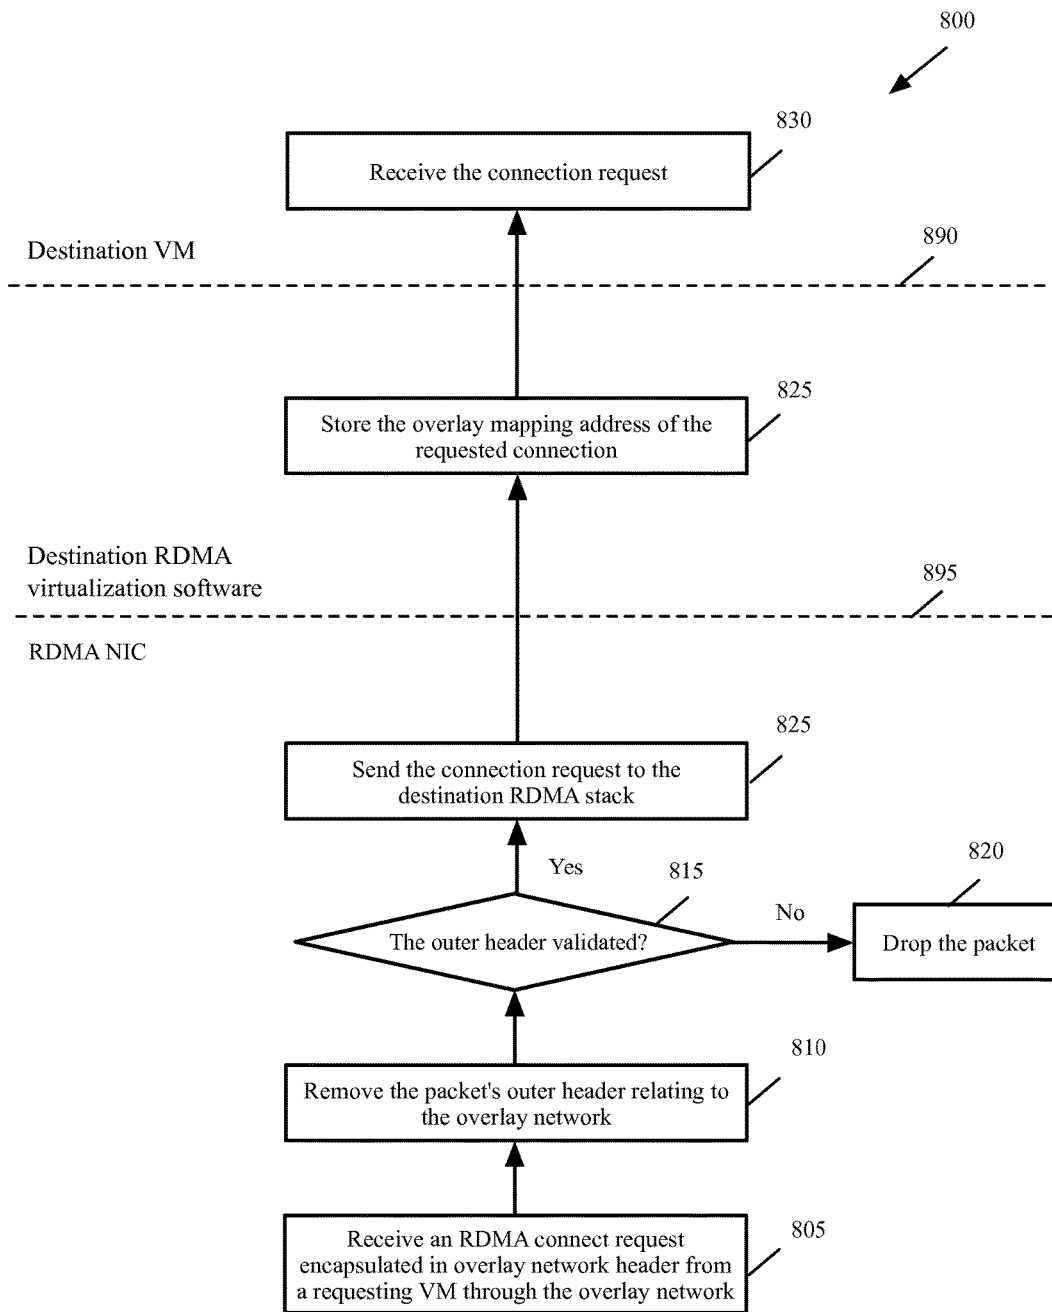 800
830
Receive the connection request
Destination VM
890
825
Store the overlay mapping address of the
requested connection
Destination RDMA
virtualization software
895
RDMA NIC
825
Send the connection request to the
destination RDMA stack
Yes
815
820
No
The outer header validated?
Drop the packet
810
Remove the packet's outer header relating to
the overlay network
805
Receive an RDMA connect request
encapsulated in overlay network header from
a requesting VM through the overlay network